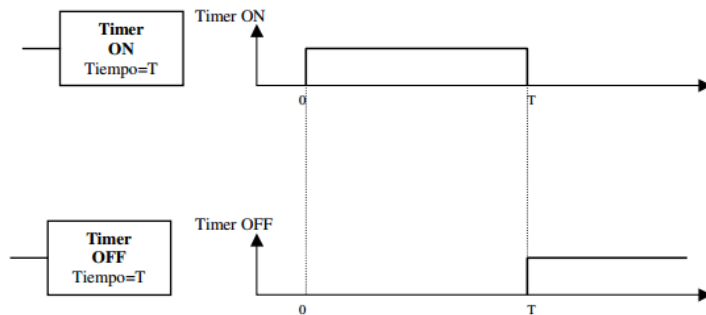 Timer
ON
Tiempo=T
Timer ON
0
T
Timer
OFF
Tiempo=T
Timer OFF
0
T